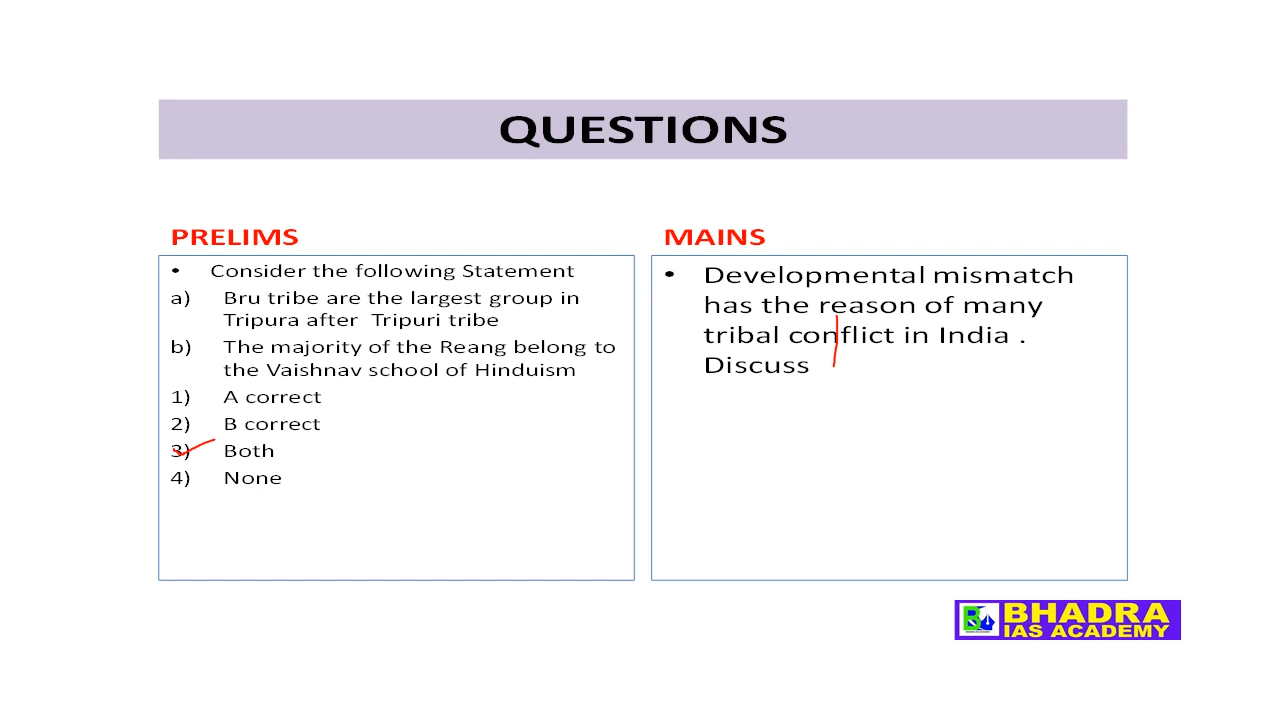 QUESTIONS
PRELIMS
• Consider the following Statement
a) Bru tribe are the largest group in
Tripura after Tripuri tribe
b) The majority of the Reang belong to
the Vaishnav school of Hinduism
1) A correct
2) B correct
3) Both
4) None
MAINS
• Developmental mismatch
has the reason of many
tribal conflict in India .
Discuss
BHADRA
IAS ACADEMY